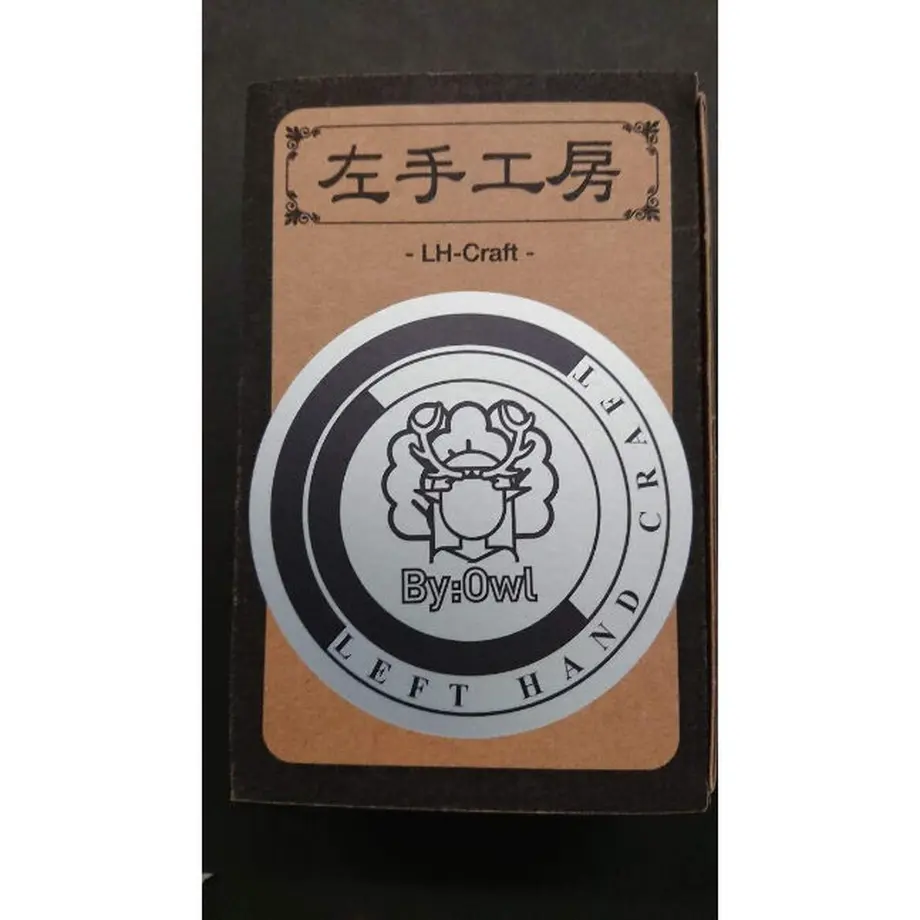 左手工房
- LH-Craft -
By:Owl
LEFT HAND CRAFT